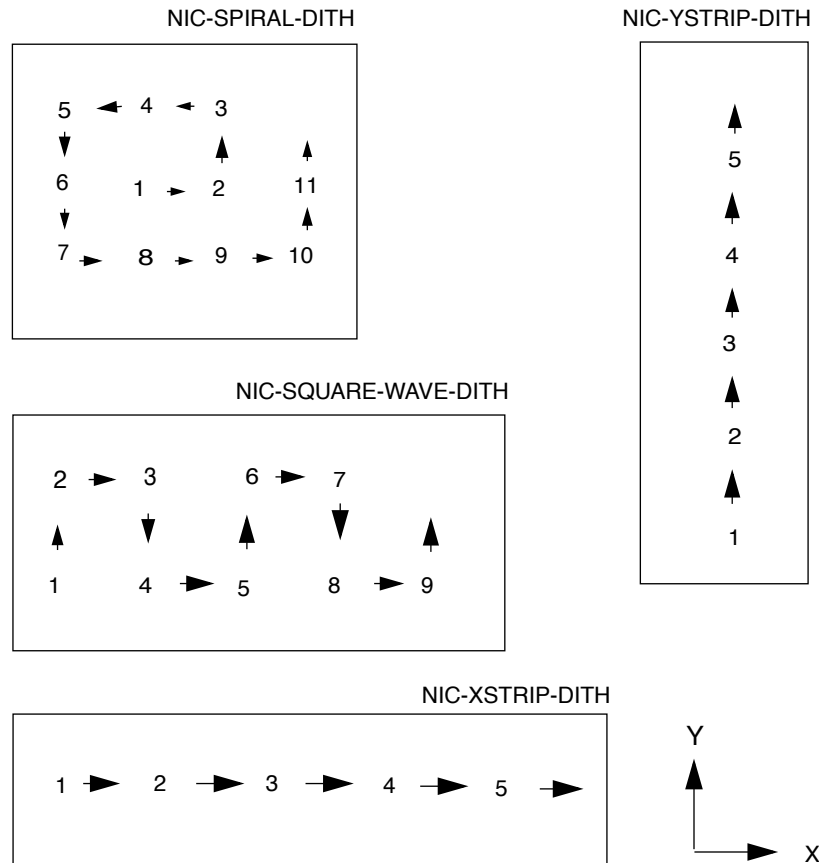 NIC-SPIRAL-DITH
5 4 3
6 1 2 11
7 8 9 10
NIC-YSTRIP-DITH
5
4
3
2
1
NIC-SQUARE-WAVE-DITH
2 3 6 7
1 4 5 8 9
NIC-XSTRIP-DITH
1 2 3 4 5
Y
X